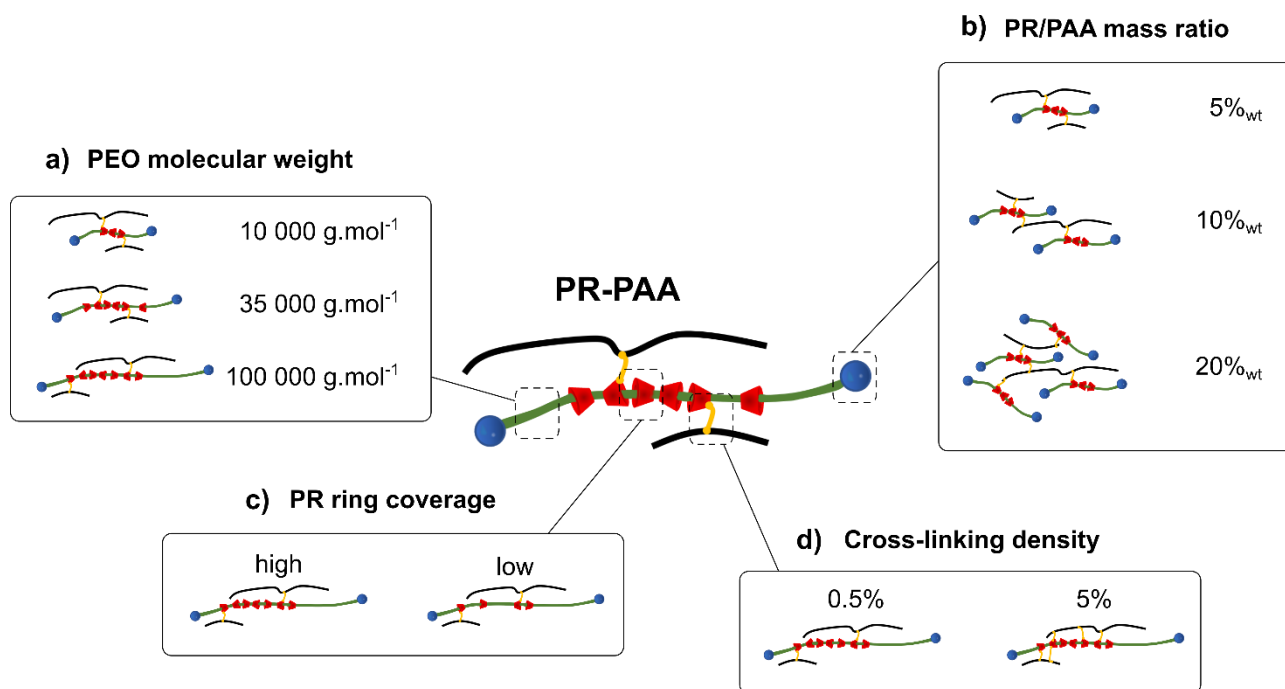 b) PR/PAA mass ratio
5%wt
10%wt
20%wt
a) PEO molecular weight
10 000 g.mol-1
35 000 g.mol-1
100 000 g.mol-1
PR-PAA
c) PR ring coverage
high low
d) Cross-linking density
0.5% 5%